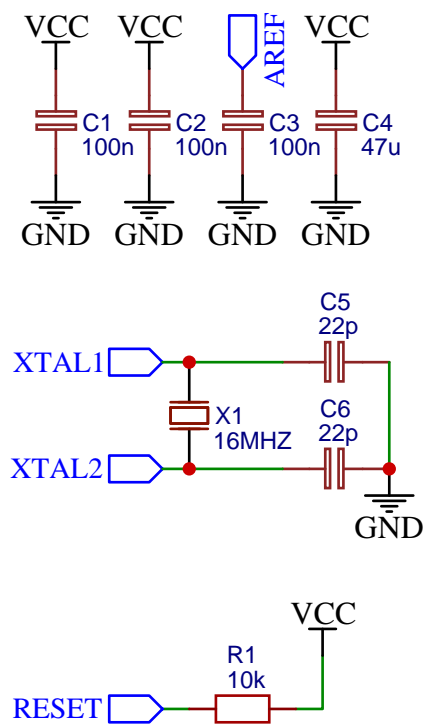 VCC VCC AREF VCC
C1 C2 C3 C4
100n 100n 100n 47u
GND GND GND GND
C5
22p
XTAL1
X1
16MHZ
C6
22p
XTAL2
GND
VCC
R1
10k
RESET